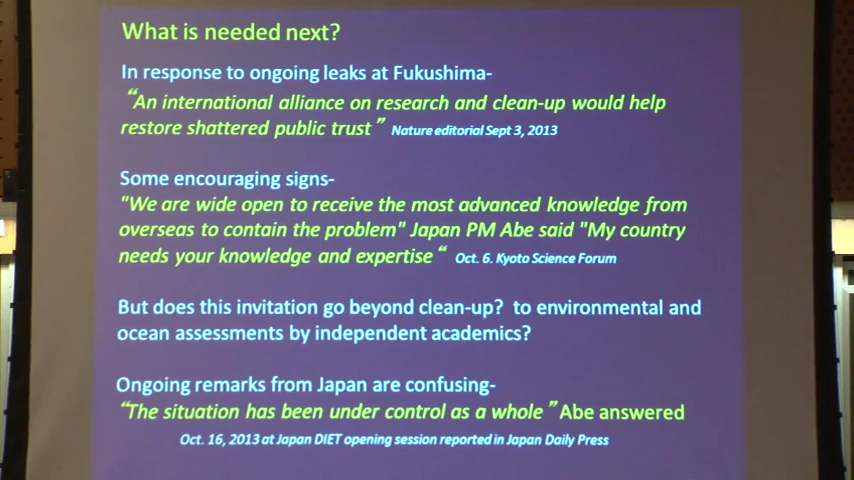 What is needed next?
In response to ongoing leaks at Fukushima-
“An international alliance on research and clean-up would help
restore shattered public trust” Nature editorial Sept 3, 2013
Some encouraging signs-
"We are wide open to receive the most advanced knowledge from
overseas to contain the problem" Japan PM Abe said "My country
needs your knowledge and expertise“ Oct. 6. Kyoto Science Forum
But does this invitation go beyond clean-up? to environmental and
ocean assessments by independent academics?
Ongoing remarks from Japan are confusing-
“The situation has been under control as a whole” Abe answered
Oct. 16, 2013 at Japan DIET opening session reported in Japan Daily Press